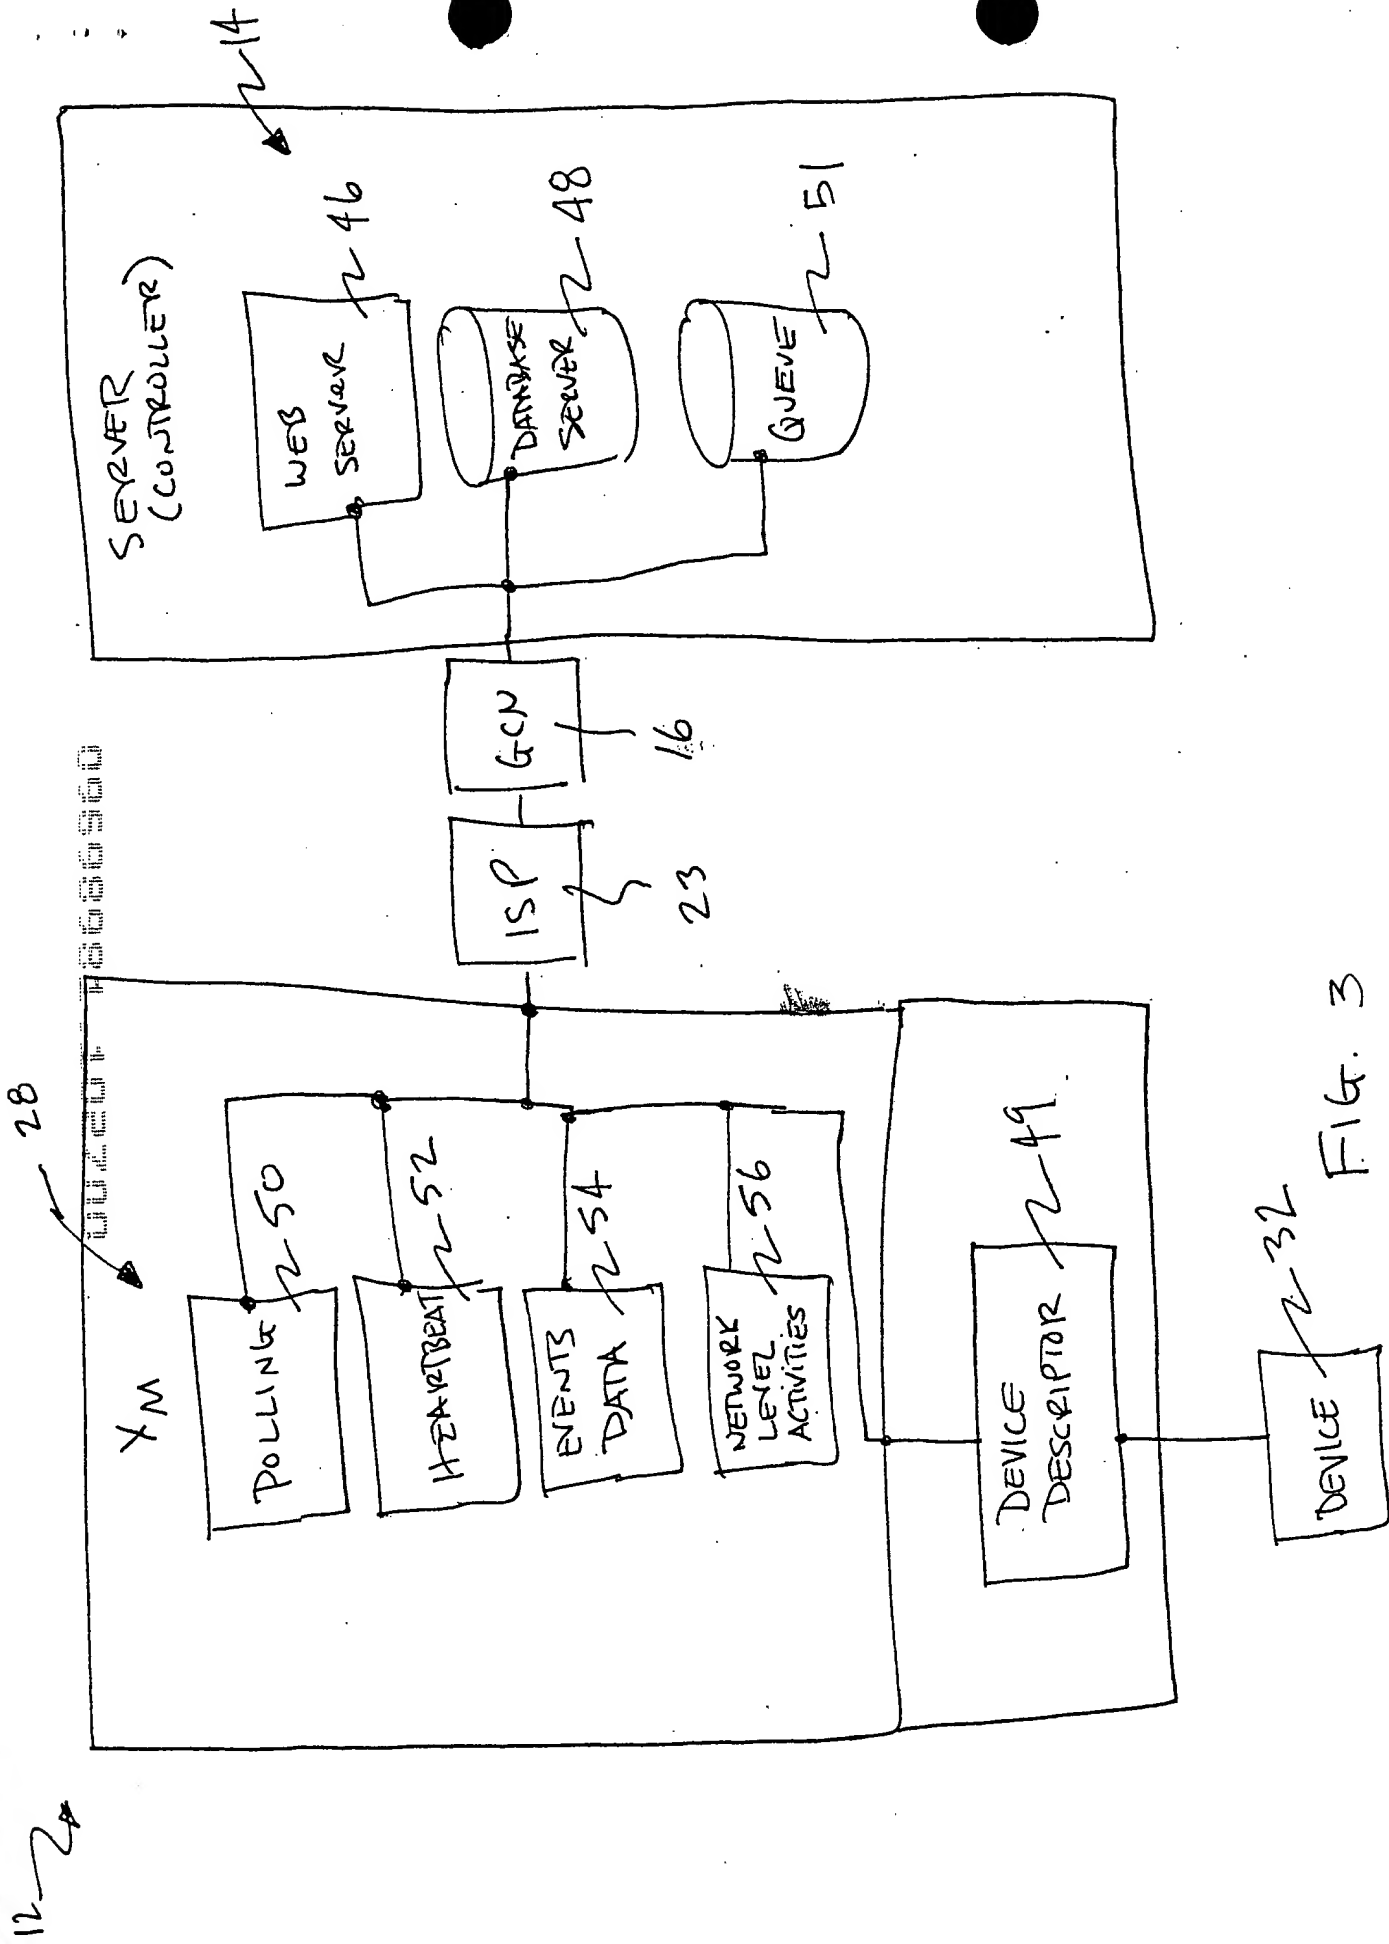 12
28
XM
POLLING
50
HEARTBEAT
52
EVENTS
DATA
54
NETWORK
LEVEL
ACTIVITIES
56
DEVICE
DESCRIPTOR
49
DEVICE
32
ISP
23
GCN
16
SERVER
(CONTROLLER)
14
WEB
SERVER
46
DATABASE
SERVER
48
QUEUE
51
FIG. 3